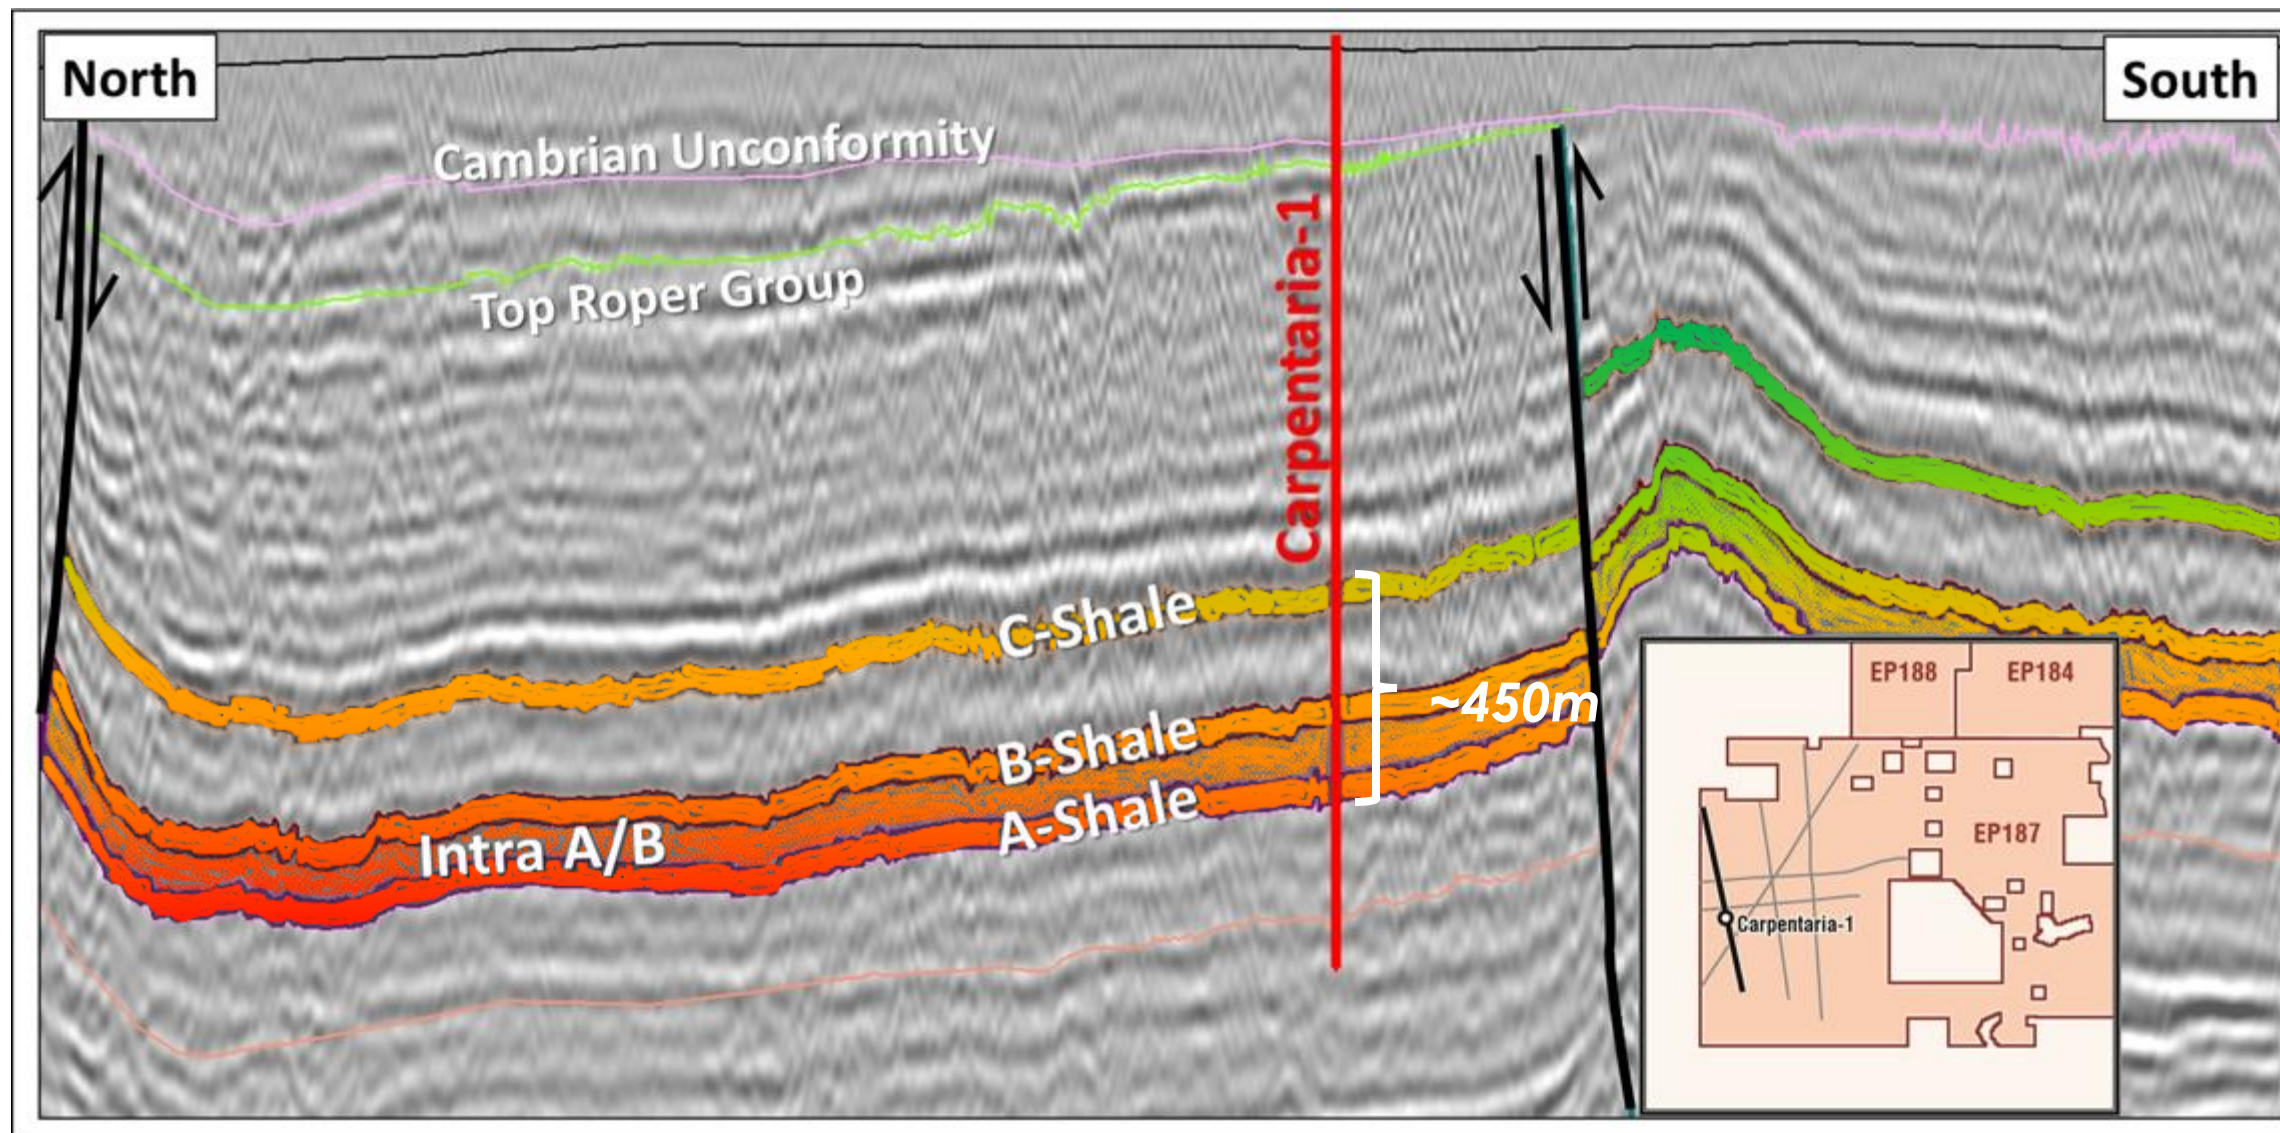 North
South
Cambrian Unconformity
Top Roper Group
Carpentaria-1
C-Shale
B-Shale
A-Shale
Intra A/B
~450m
EP188
EP184
EP187
Carpentaria-1